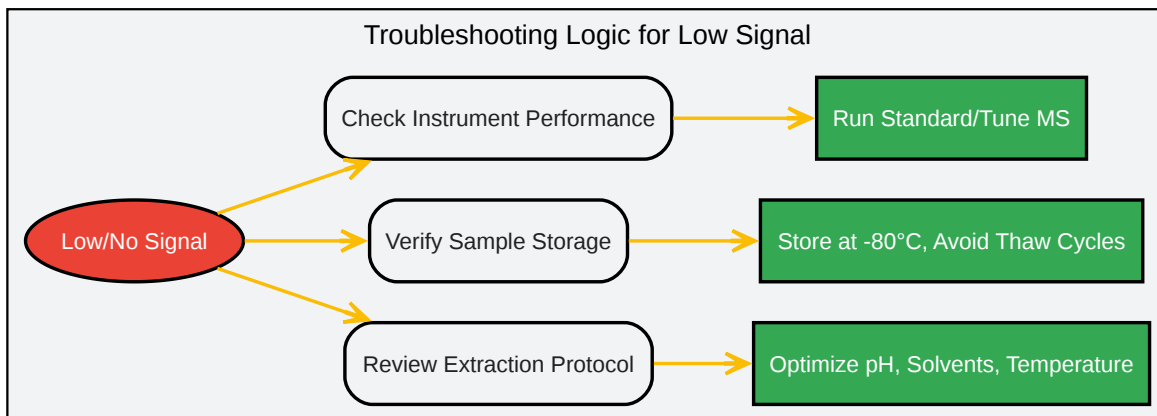 Troubleshooting Logic for Low Signal
Check Instrument Performance
Run Standard/Tune MS
Low/No Signal
Verify Sample Storage
Store at -80°C, Avoid Thaw Cycles
Review Extraction Protocol
Optimize pH, Solvents, Temperature